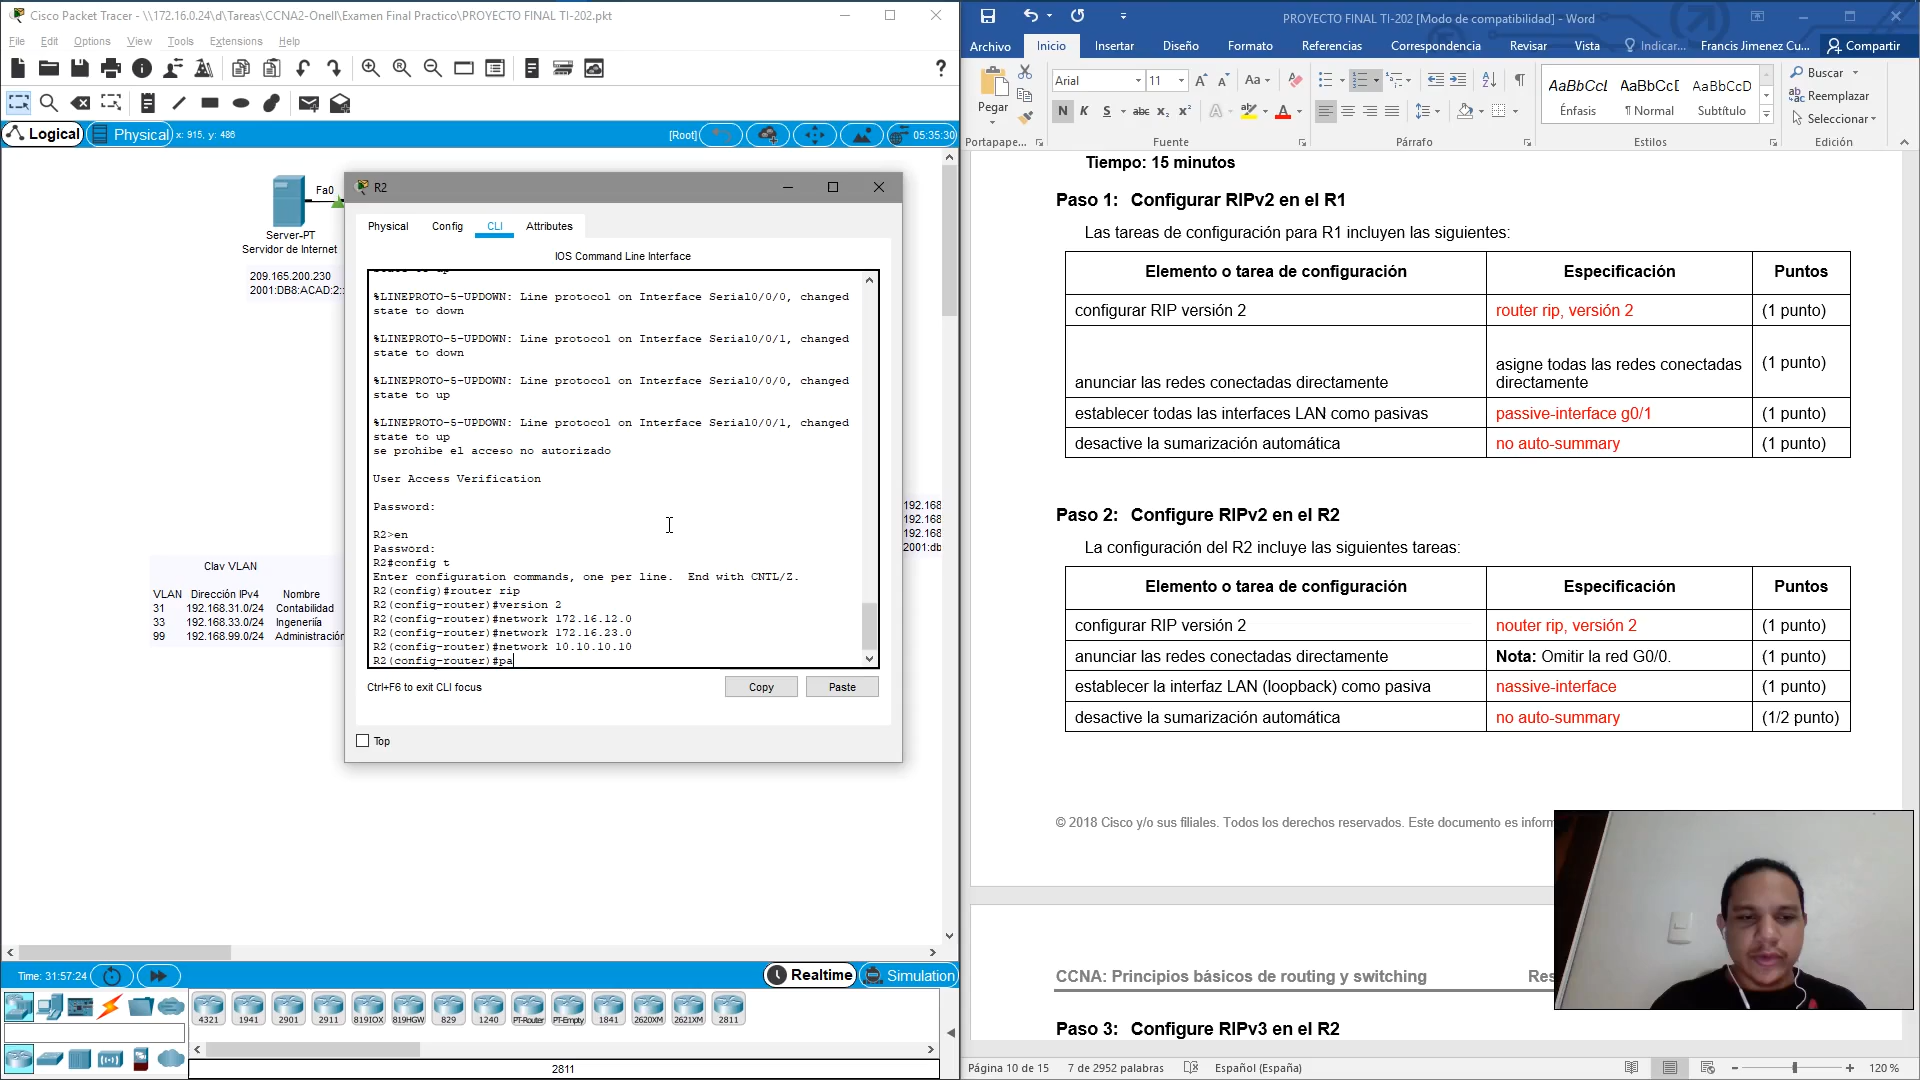 Cisco Packet Tracer - \\172.16.0.24\d\Tareas\CCNA2-Onell\Examen Final Practico\PROYECTO FINAL TI-202.pkt
File Edit Options View Tools Extensions Help
Logical Physical x: 915, y: 486 [Root] 05:35:30
Fa0
Server-PT
Servidor de Internet
209.165.200.230
2001:DB8:ACAD:2::
Clav VLAN
VLAN Dirección IPv4 Nombre
31 192.168.31.0/24 Contabilidad
33 192.168.33.0/24 Ingenería
99 192.168.99.0/24 Administración
192.168
192.168
192.168
2001:db
R2
Physical Config CLI Attributes
IOS Command Line Interface
state to up
%LINEPROTO-5-UPDOWN: Line protocol on Interface Serial0/0/0, changed
state to down
%LINEPROTO-5-UPDOWN: Line protocol on Interface Serial0/0/1, changed
state to down
%LINEPROTO-5-UPDOWN: Line protocol on Interface Serial0/0/0, changed
state to up
%LINEPROTO-5-UPDOWN: Line protocol on Interface Serial0/0/1, changed
state to up
se prohibe el acceso no autorizado
User Access Verification
Password:
R2>en
Password:
R2#config t
Enter configuration commands, one per line. End with CNTL/Z.
R2(config)#router rip
R2(config-router)#version 2
R2(config-router)#network 172.16.12.0
R2(config-router)#network 172.16.23.0
R2(config-router)#network 10.10.10.10
R2(config-router)#pa
Ctrl+F6 to exit CLI focus
Copy
Paste
Top
Time: 31:57:24
Realtime Simulation
4321 1941 2901 2911 819IOX 819HGW 829 1240 PT-Router PT-Empty 1841 2620XM 2621XM 2811
2811
PROYECTO FINAL TI-202 [Modo de compatibilidad] - Word
Archivo Inicio Insertar Diseño Formato Referencias Correspondencia Revisar Vista Indicar... Francis Jimenez Cu... Compartir
Pegar
Arial 11
N K S abc x₂ x² A Aa
AaBbCcI AaBbCcI AaBbCcD
Énfasis ¶ Normal Subtítulo
Buscar
Reemplazar
Seleccionar
Portapape... Fuente Párrafo Estilos Edición
Tiempo: 15 minutos
Paso 1: Configurar RIPv2 en el R1
Las tareas de configuración para R1 incluyen las siguientes:
Elemento o tarea de configuración Especificación Puntos
configurar RIP versión 2 router rip, versión 2 (1 punto)
anunciar las redes conectadas directamente asigne todas las redes conectadas directamente (1 punto)
establecer todas las interfaces LAN como pasivas passive-interface g0/1 (1 punto)
desactive la sumarización automática no auto-summary (1 punto)
Paso 2: Configure RIPv2 en el R2
La configuración del R2 incluye las siguientes tareas:
Elemento o tarea de configuración Especificación Puntos
configurar RIP versión 2 nouter rip, versión 2 (1 punto)
anunciar las redes conectadas directamente Nota: Omitir la red G0/0. (1 punto)
establecer la interfaz LAN (loopback) como pasiva nassive-interface (1 punto)
desactive la sumarización automática no auto-summary (1/2 punto)
© 2018 Cisco y/o sus filiales. Todos los derechos reservados. Este documento es inform
CCNA: Principios básicos de routing y switching Res
Paso 3: Configure RIPv3 en el R2
Página 10 de 15 7 de 2952 palabras Español (España) 120 %